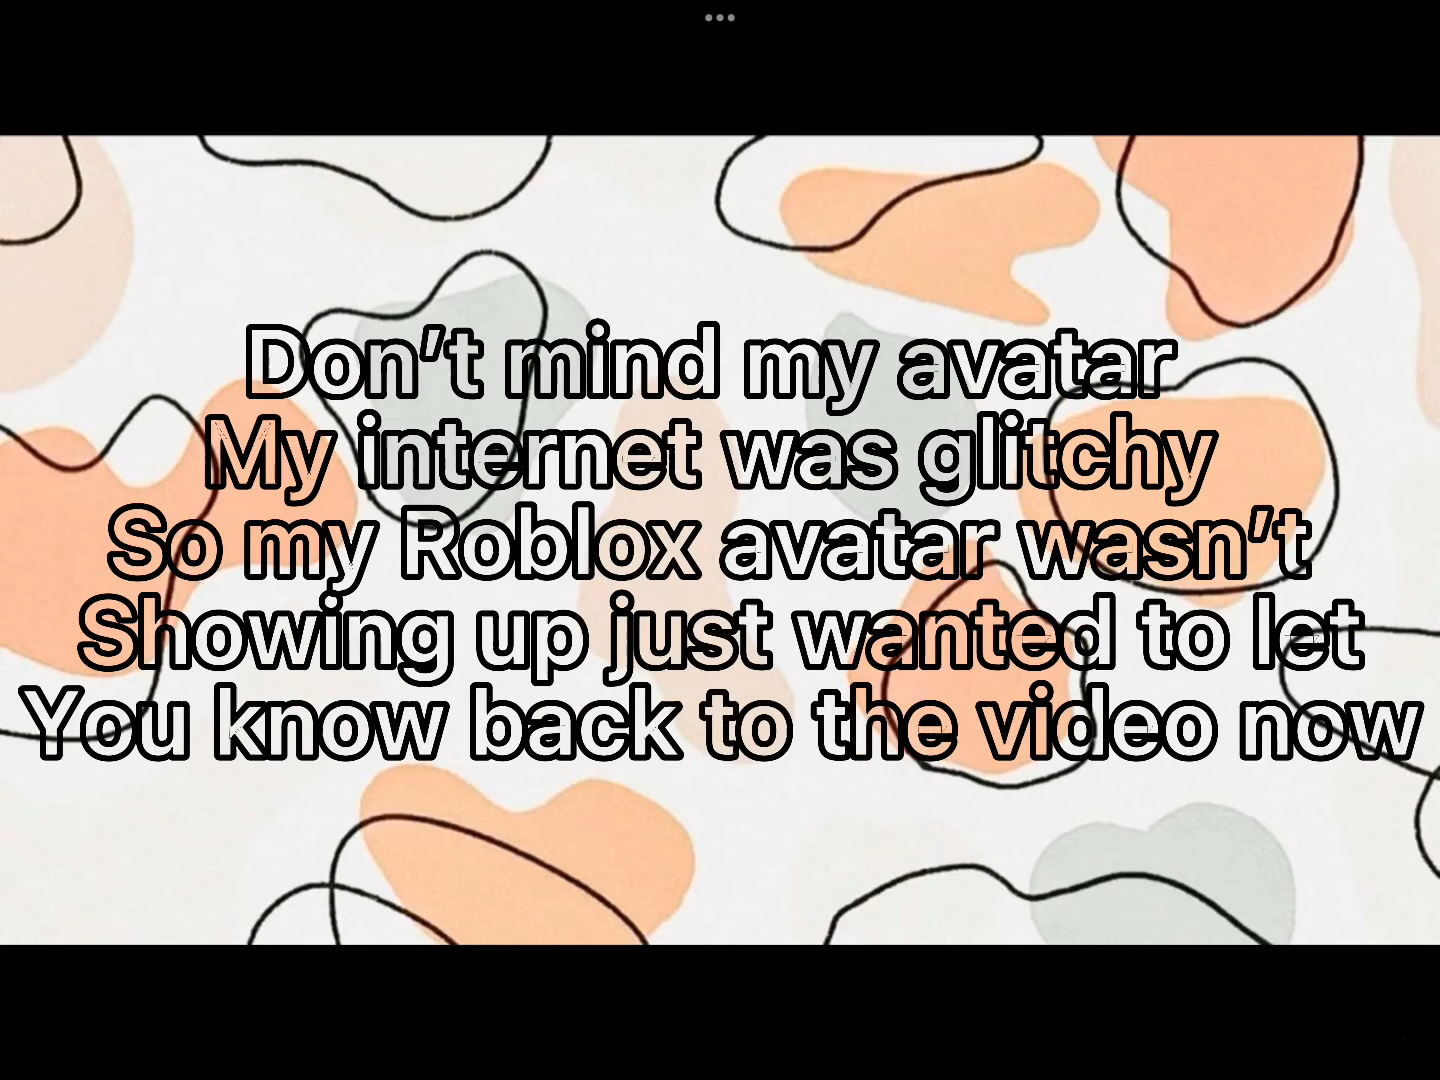 Don’t mind my avatar
My internet was glitchy
So my Roblox avatar wasn’t
Showing up just wanted to let
You know back to the video now